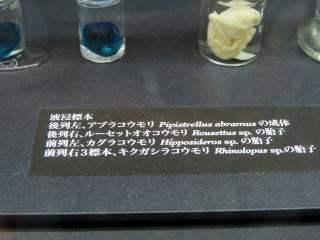 液浸標本
後列左、アブラコウモリ Pipistrellus abramus の成体
後列右、ルーセットオオコウモリ Rousettus sp. の胎子
前列左、カグラコウモリ Hipposideros sp. の胎子
前列右３標本、キクガシラコウモリ Rhinolopus sp.の胎子